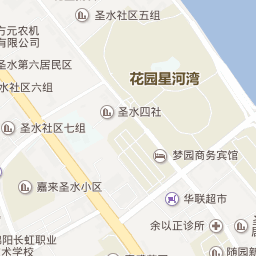 圣水社区五组
方元农机
有限公司
圣水第六居民区
花园星河湾
社区六组
圣水四社
圣水社区七组
梦园商务宾馆
嘉来圣水小区
华联超市
余以正诊所
绵阳长虹职业
技术学校
随园新